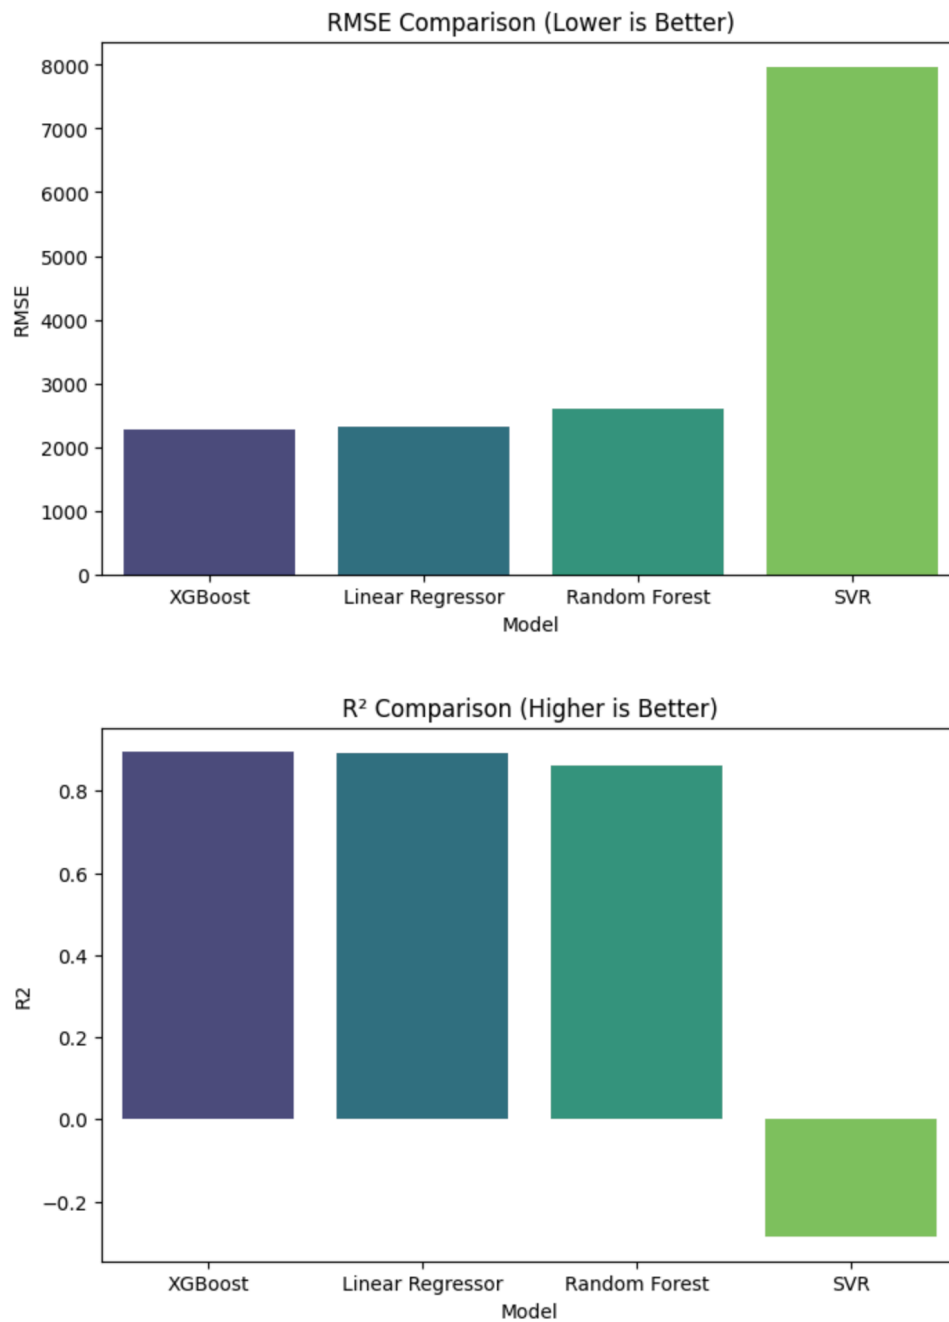 RMSE Comparison (Lower is Better)
8000
7000
6000
5000
4000
3000
2000
1000
0
RMSE
XGBoost Linear Regressor Random Forest SVR
Model
R² Comparison (Higher is Better)
0.8
0.6
0.4
0.2
0.0
−0.2
R2
XGBoost Linear Regressor Random Forest SVR
Model